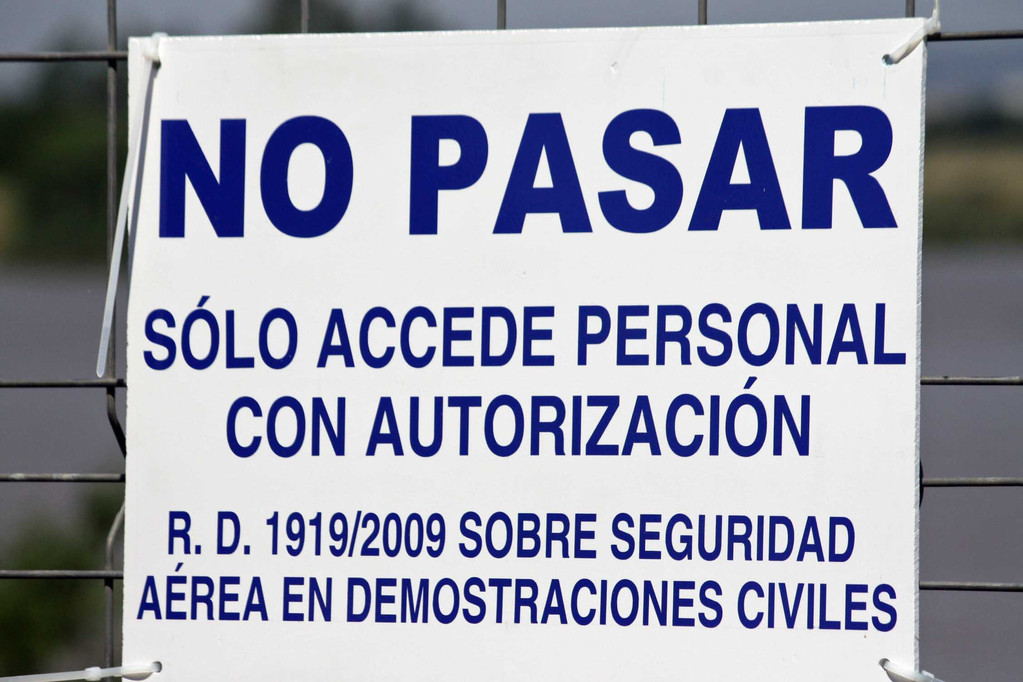 NO PASAR
SÓLO ACCEDE PERSONAL
CON AUTORIZACIÓN
R. D. 1919/2009 SOBRE SEGURIDAD
AÉREA EN DEMOSTRACIONES CIVILES